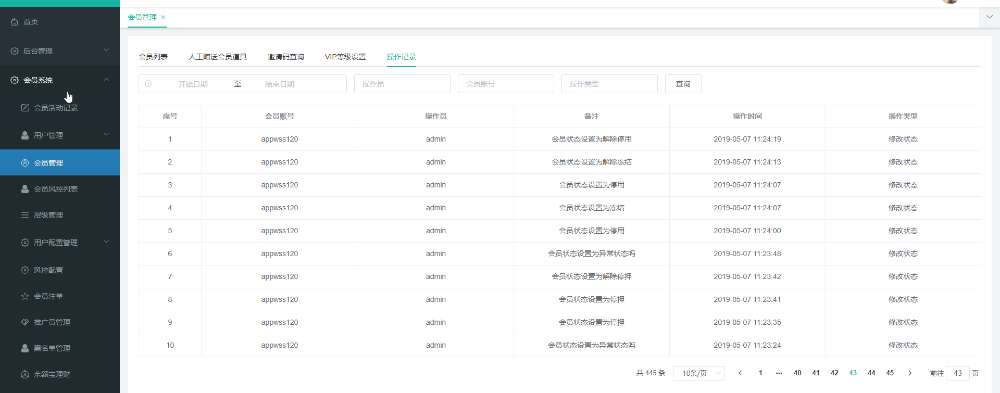 首页
后台管理
会员系统
会员活动记录
用户管理
会员管理
会员风控列表
层级管理
用户配置管理
风控配置
会员注单
推广员管理
黑名单管理
余额宝理财
会员管理
会员列表 人工赠送会员道具 邀请码查询 VIP等级设置 操作记录
开始日期 至 结束日期 操作员 会员账号 操作类型 查询
序号 会员账号 操作员 备注 操作时间 操作类型
1 appwss120 admin 会员状态设置为解除停用 2019-05-07 11:24:19 修改状态
2 appwss120 admin 会员状态设置为解除冻结 2019-05-07 11:24:13 修改状态
3 appwss120 admin 会员状态设置为停用 2019-05-07 11:24:07 修改状态
4 appwss120 admin 会员状态设置为冻结 2019-05-07 11:24:07 修改状态
5 appwss120 admin 会员状态设置为停用 2019-05-07 11:24:00 修改状态
6 appwss120 admin 会员状态设置为异常状态吗 2019-05-07 11:23:48 修改状态
7 appwss120 admin 会员状态设置为解除停押 2019-05-07 11:23:42 修改状态
8 appwss120 admin 会员状态设置为停押 2019-05-07 11:23:41 修改状态
9 appwss120 admin 会员状态设置为停押 2019-05-07 11:23:35 修改状态
10 appwss120 admin 会员状态设置为异常状态吗 2019-05-07 11:23:24 修改状态
共 445 条 10条/页 1 ••• 40 41 42 43 44 45 前往 43 页